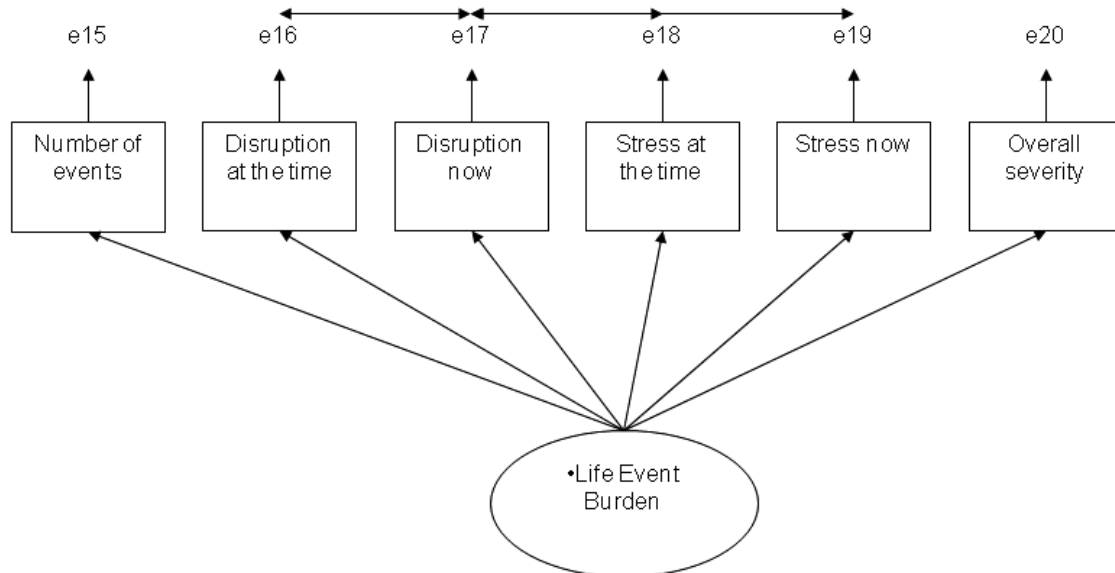 e15 e16 e17 e18 e19 e20
Number of events
Disruption at the time
Disruption now
Stress at the time
Stress now
Overall severity
•Life Event
Burden